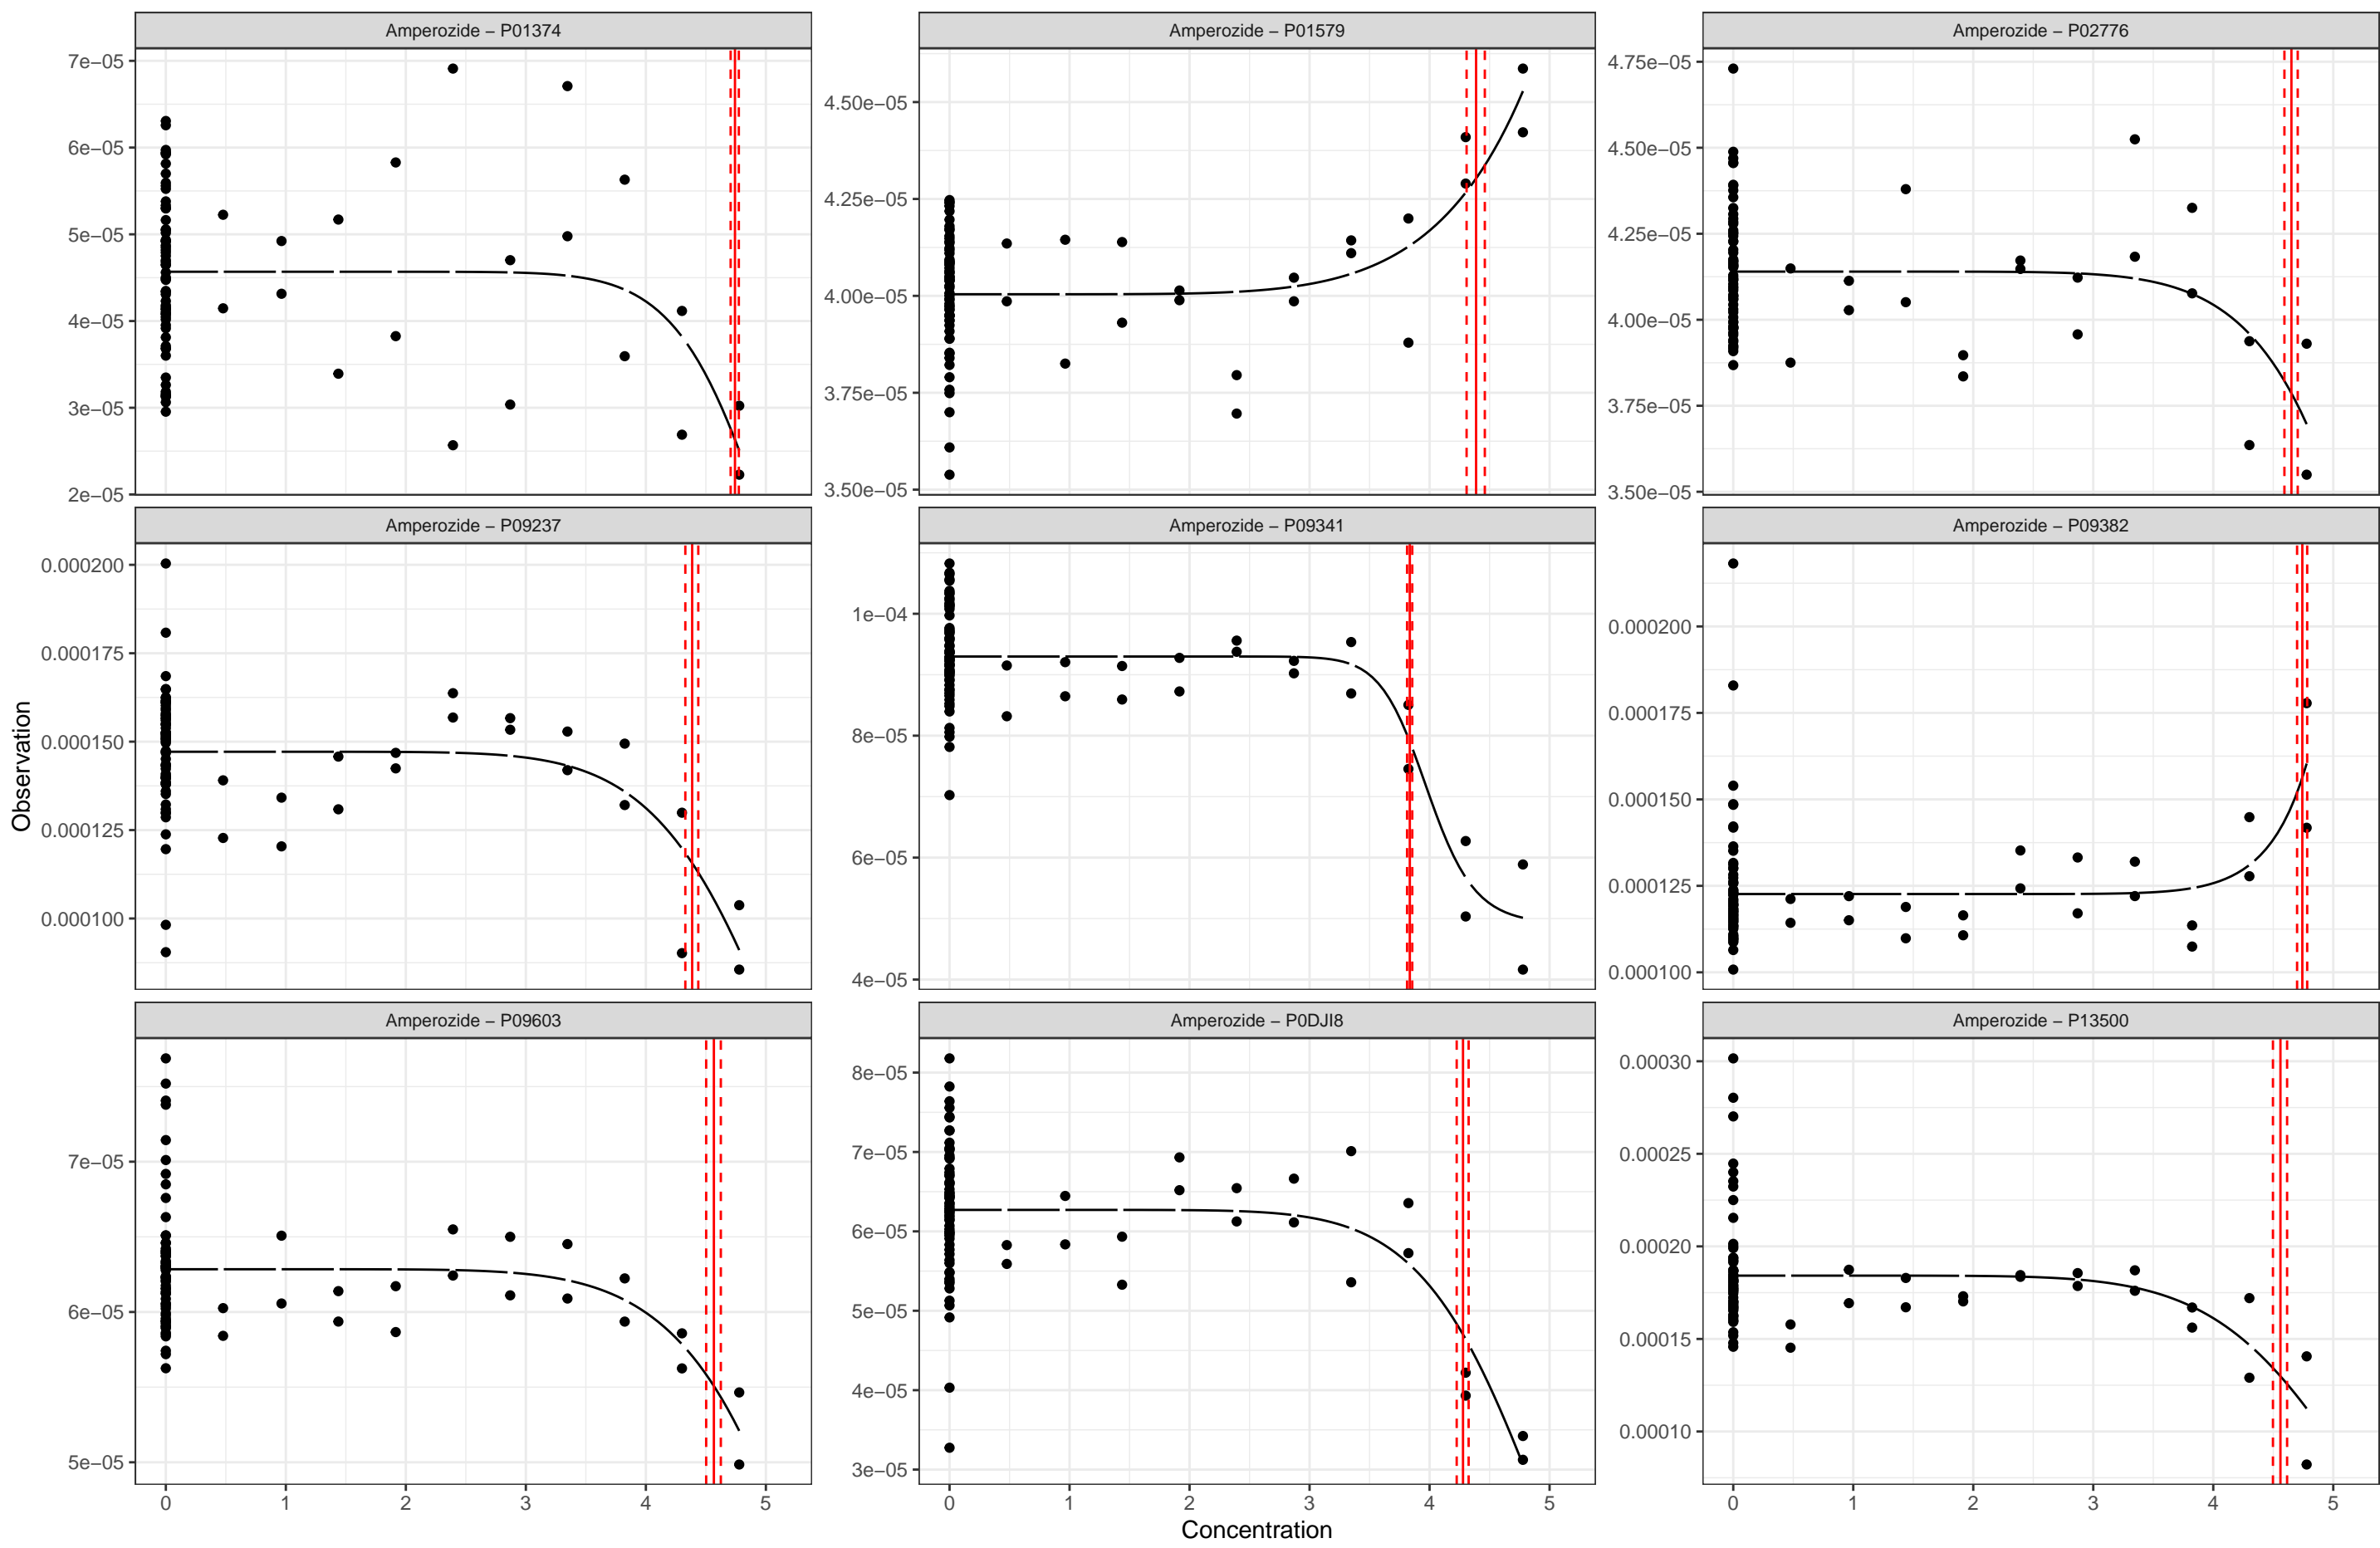 Amperozide − P01374
Amperozide − P01579
Amperozide − P02776
7e−05
6e−05
5e−05
4e−05
3e−05
2e−05
4.50e−05
4.25e−05
4.00e−05
3.75e−05
3.50e−05
4.75e−05
4.50e−05
4.25e−05
4.00e−05
3.75e−05
3.50e−05
Amperozide − P09237
Amperozide − P09341
Amperozide − P09382
Observation
0.000200
0.000175
0.000150
0.000125
0.000100
1e−04
8e−05
6e−05
4e−05
0.000200
0.000175
0.000150
0.000125
0.000100
Amperozide − P09603
Amperozide − P0DJI8
Amperozide − P13500
7e−05
6e−05
5e−05
8e−05
7e−05
6e−05
5e−05
4e−05
3e−05
0.00030
0.00025
0.00020
0.00015
0.00010
0 1 2 3 4 5
0 1 2 3 4 5
0 1 2 3 4 5
Concentration